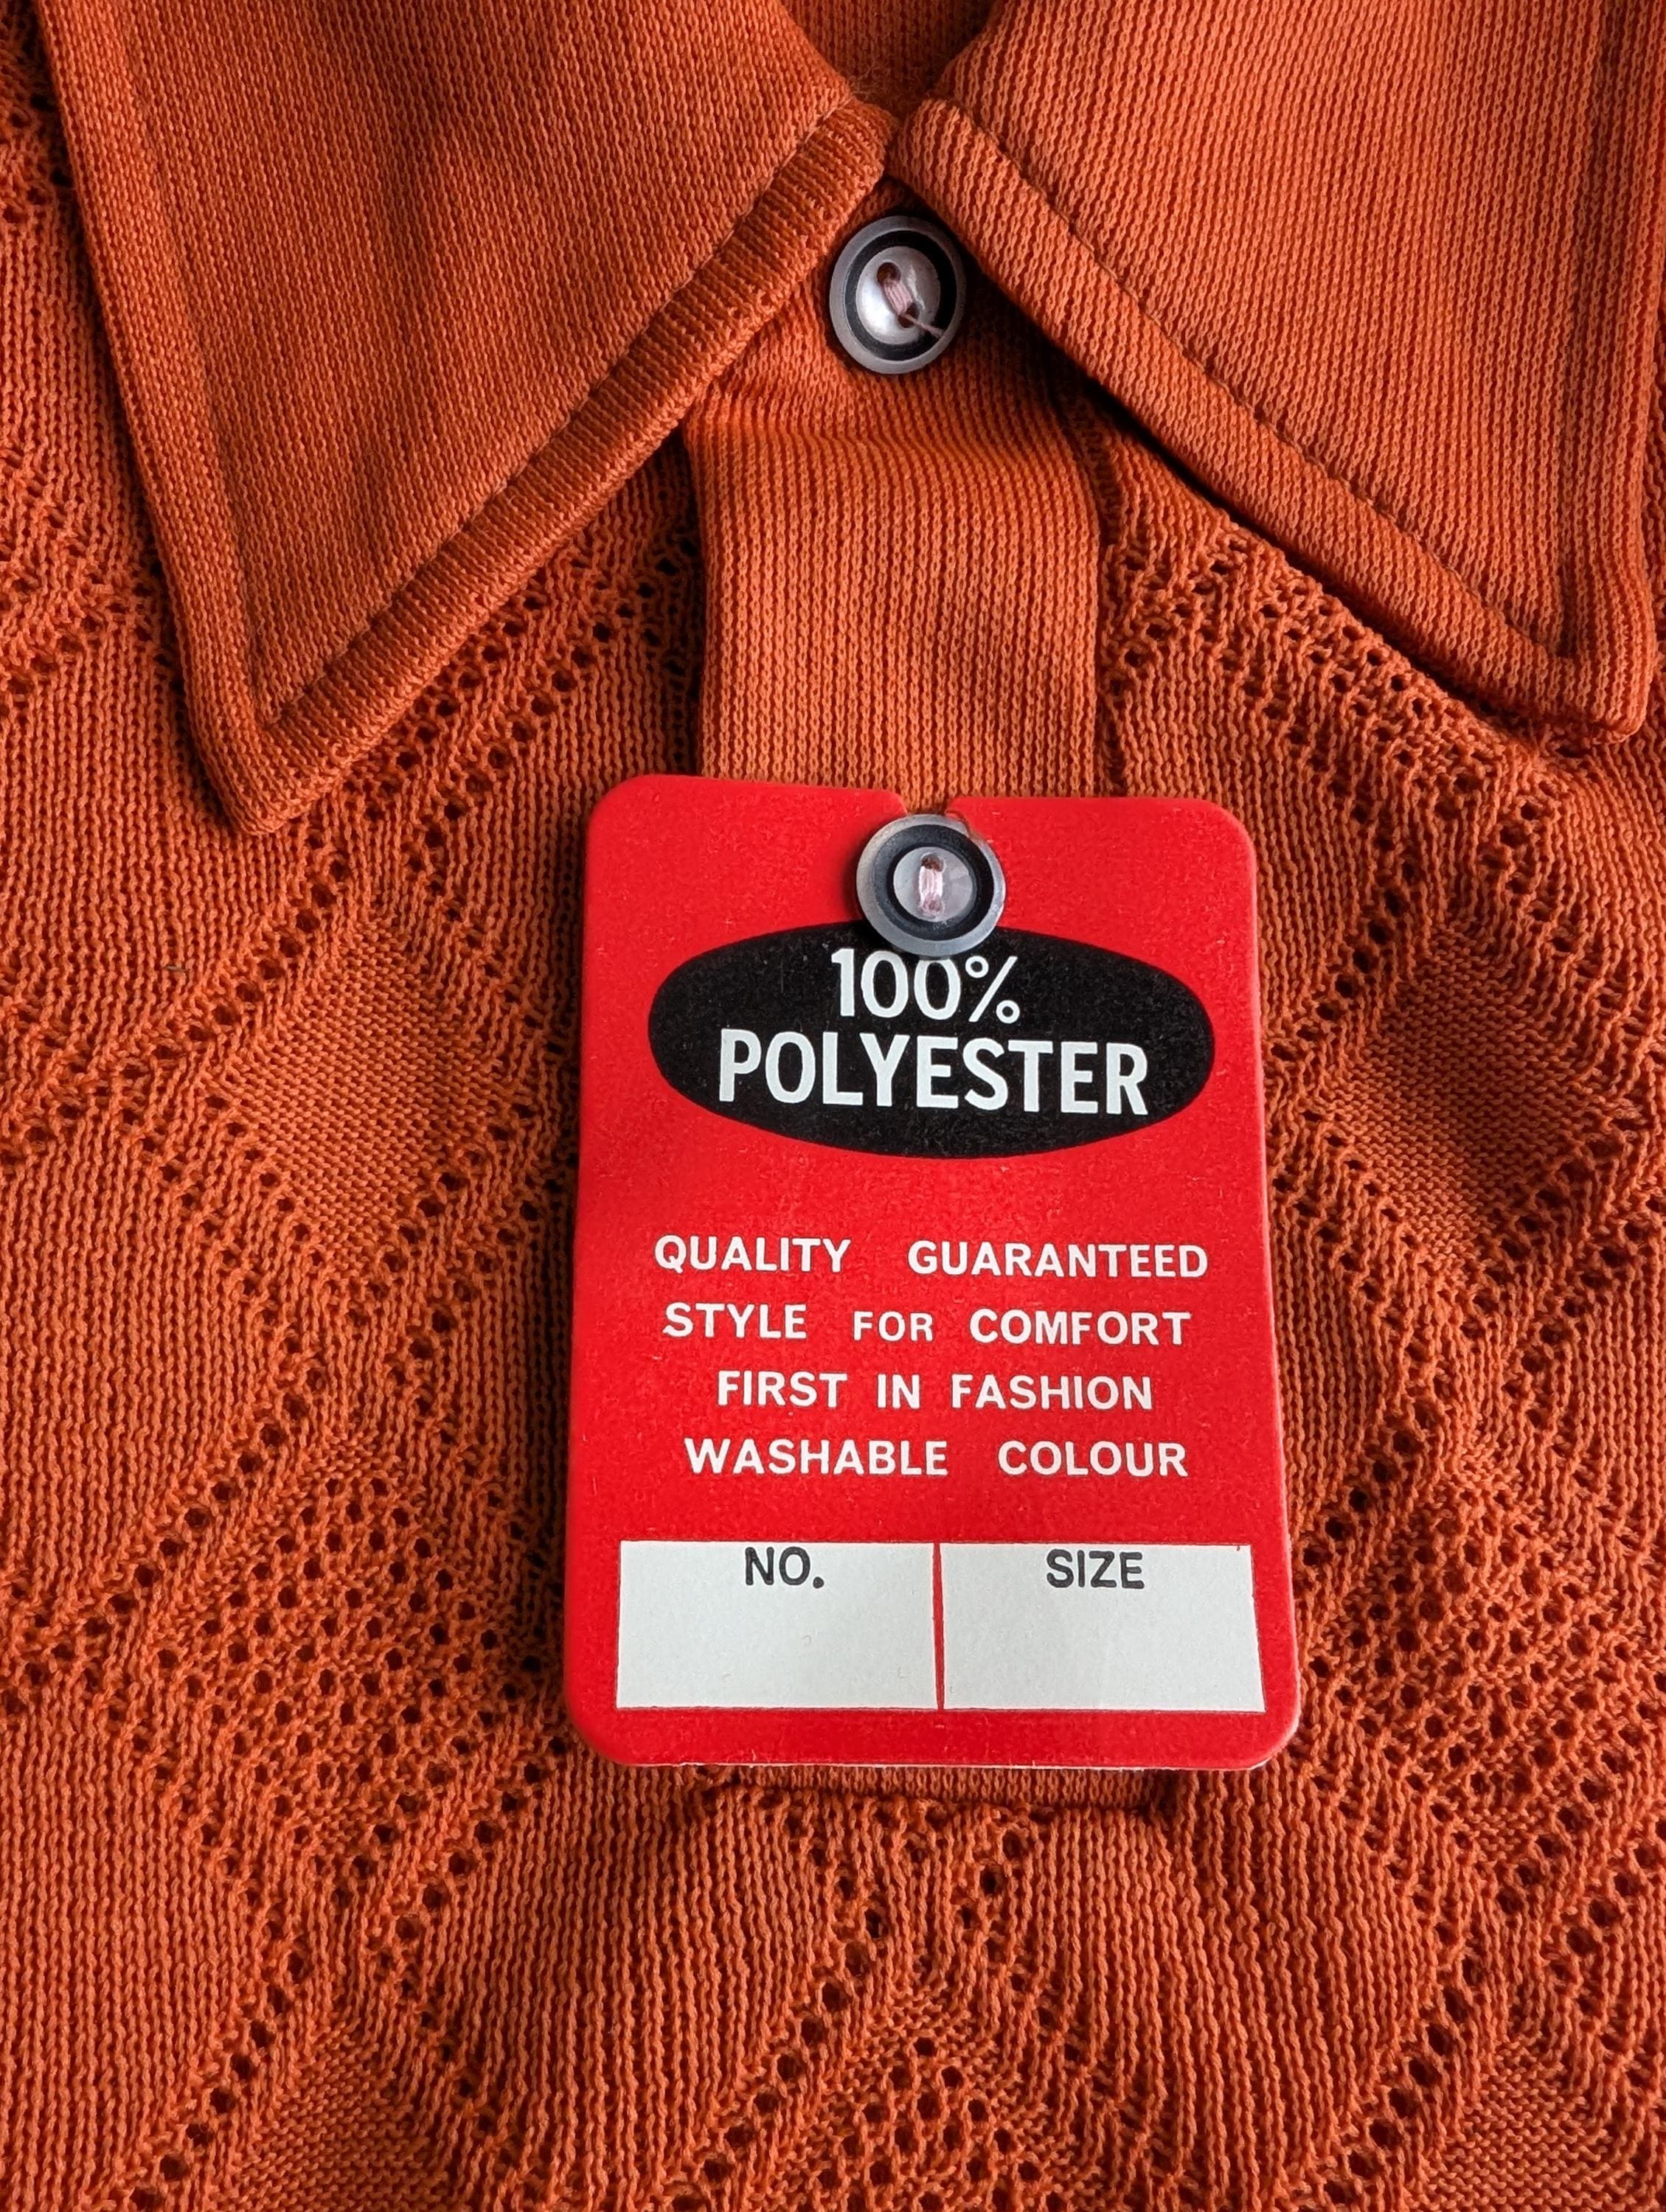 100%
POLYESTER
QUALITY GUARANTEED
STYLE FOR COMFORT
FIRST IN FASHION
WASHABLE COLOUR
NO. SIZE